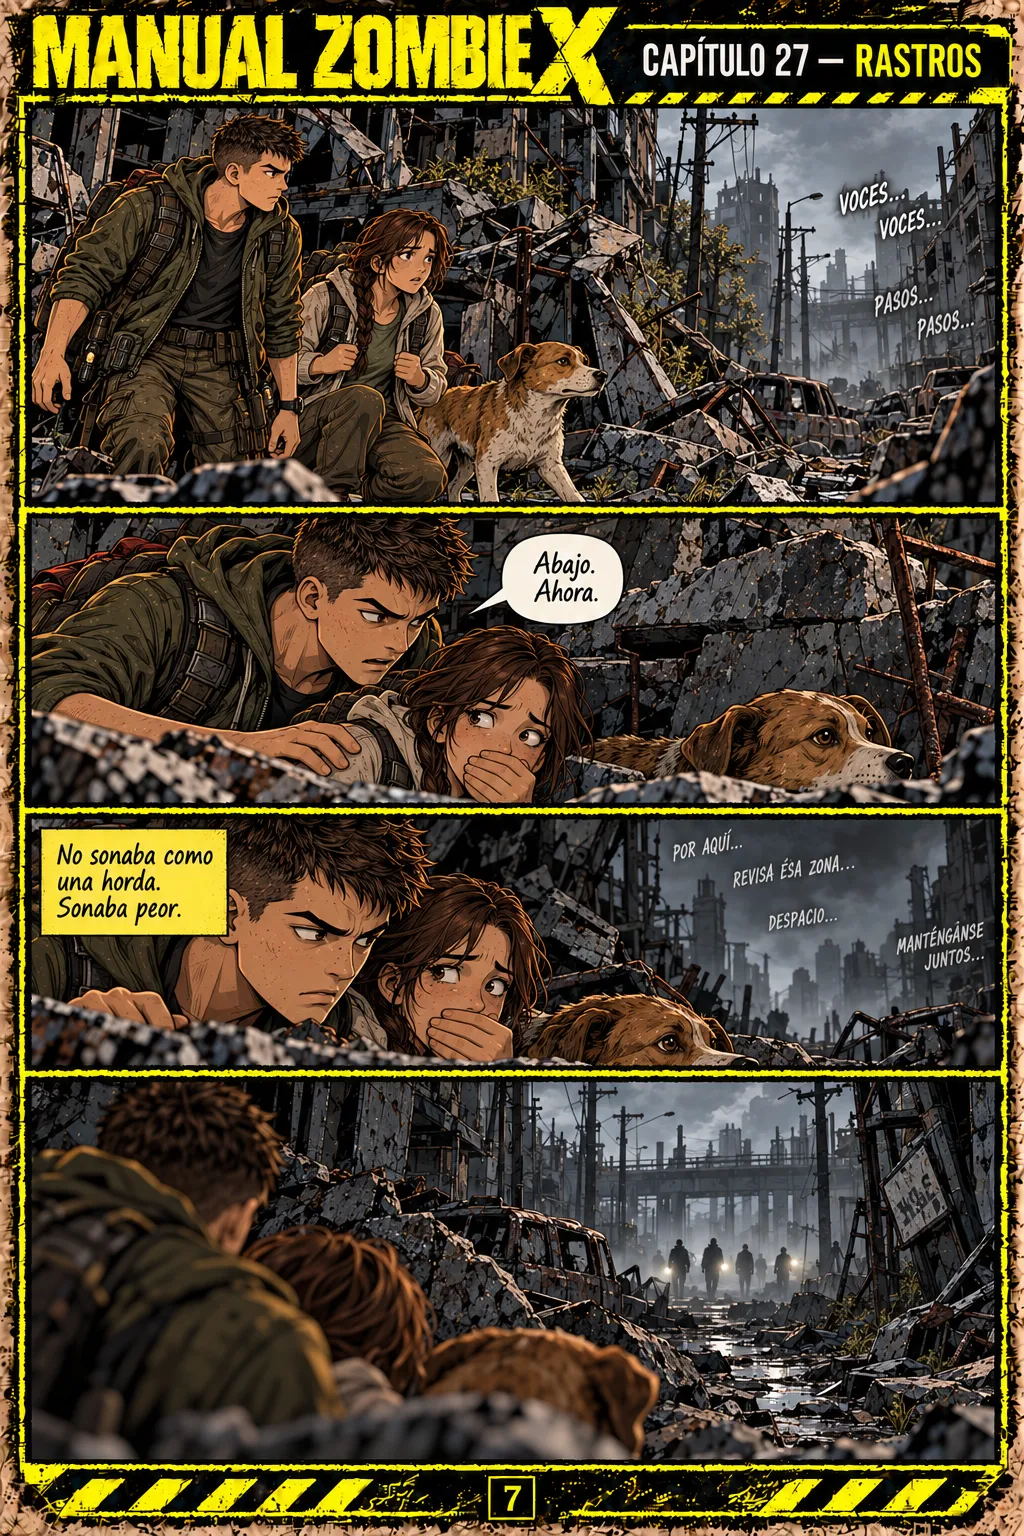 MANUAL ZOMBIE X
CAPÍTULO 27 — RASTROS
VOCES...
VOCES...
PASOS...
PASOS...
Abajo.
Ahora.
No sonaba como
una horda.
Sonaba peor.
POR AQUÍ...
REVISA ÉSA ZONA...
DESPACIO...
MANTÉNGÂNSE
JUNTOS...
7